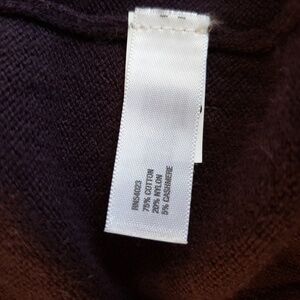 RN54023
75% COTTON
20% NYLON
5% CASHMERE